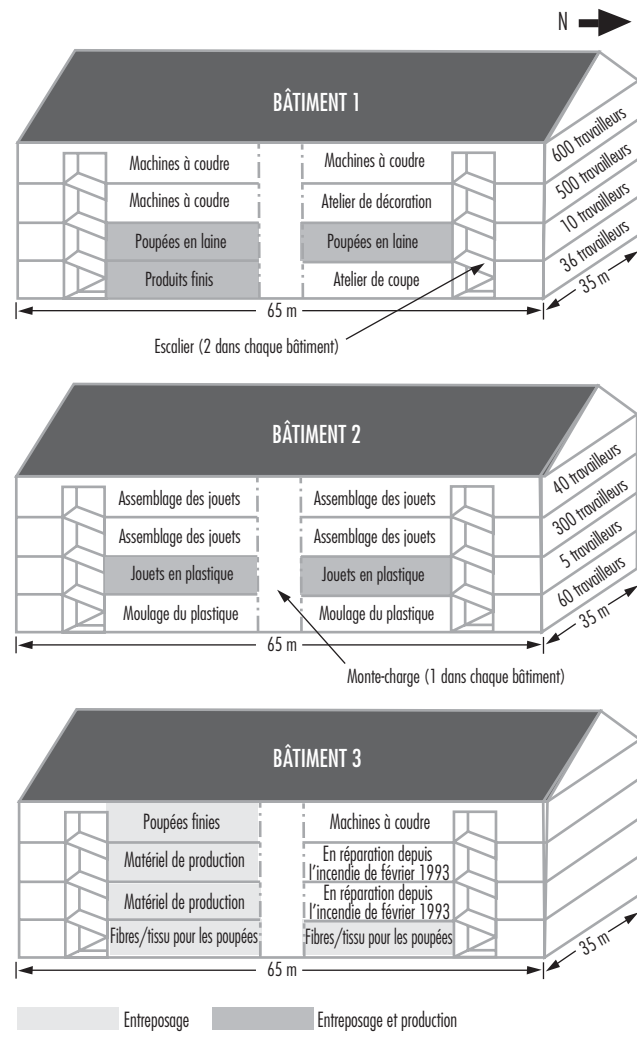 N
BÂTIMENT 1
Machines à coudre
Machines à coudre
600 travailleurs
Machines à coudre
Atelier de décoration
500 travailleurs
Poupées en laine
Poupées en laine
10 travailleurs
Produits finis
Atelier de coupe
36 travailleurs
65 m
35 m
Escalier (2 dans chaque bâtiment)
BÂTIMENT 2
Assemblage des jouets
Assemblage des jouets
40 travailleurs
Assemblage des jouets
Assemblage des jouets
300 travailleurs
Jouets en plastique
Jouets en plastique
5 travailleurs
Moulage du plastique
Moulage du plastique
60 travailleurs
65 m
35 m
Monte-charge (1 dans chaque bâtiment)
BÂTIMENT 3
Poupées finies
Machines à coudre
Matériel de production
En réparation depuis
l'incendie de février 1993
Matériel de production
En réparation depuis
l'incendie de février 1993
Fibres/tissu pour les poupées
Fibres/tissu pour les poupées
65 m
35 m
Entreposage
Entreposage et production